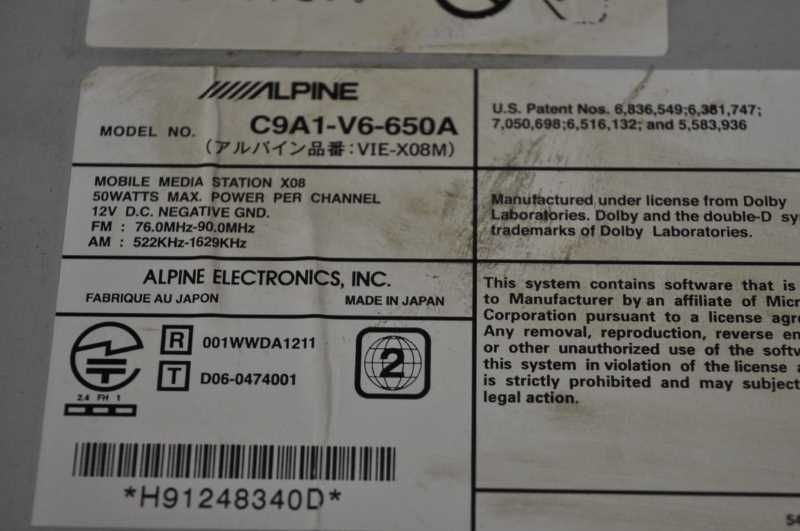 ALPINE
MODEL NO. C9A1-V6-650A
(アルパイン品番:VIE-X08M)
MOBILE MEDIA STATION X08
50WATTS MAX. POWER PER CHANNEL
12V D.C. NEGATIVE GND.
FM : 76.0MHz-90.0MHz
AM : 522KHz-1629KHz
ALPINE ELECTRONICS, INC.
FABRIQUE AU JAPON MADE IN JAPAN
R 001WWDA1211
T D06-0474001
2.4 FH 1
2
*H91248340D*
U.S. Patent Nos. 6,836,549;6,381,747;
7,050,698;6,516,132; and 5,583,936
Manufactured under license from Dolby
Laboratories. Dolby and the double-D sy
trademarks of Dolby Laboratories.
This system contains software that is
to Manufacturer by an affiliate of Micr
Corporation pursuant to a license agre
Any removal, reproduction, reverse en
or other unauthorized use of the softw
this system in violation of the license a
is strictly prohibited and may subject
legal action.